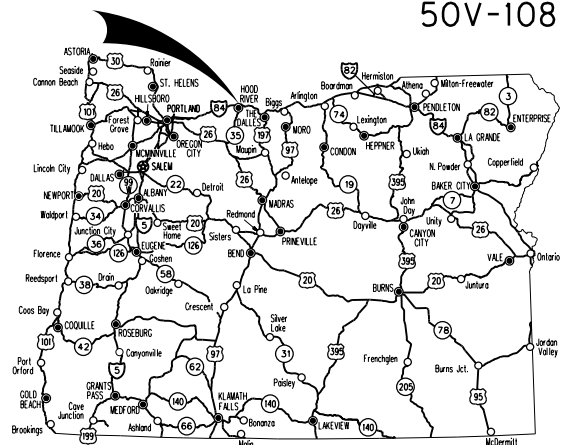 50V-108
82
ASTORIA
30
Rainier
Seaside
Cannon Beach
26
ST. HELENS
HILLSBORO
PORTLAND
84
HOOD
RIVER
THE
DALLES
Biggs
Arlington
Boardman
Hermiston
Athena
Milton-Freewater
3
PENDLETON
82
ENTERPRISE
101
TILLAMOOK
Forest
Grove
OREGON
CITY
26
35
197
MORO
74
Lexington
HEPPNER
84
LA GRANDE
Hebo
MCMINNVILLE
Maupin
97
CONDON
Ukiah
Lincoln City
SALEM
DALLAS
99
22
Detroit
26
Antelope
395
N. Powder
Copperfield
NEWPORT
20
ALBANY
CORVALLIS
MADRAS
19
BAKER CITY
Waldport
34
5
Sweet
Home
20
Redmond
26
John
Day
7
Junction City
Sisters
PRINEVILLE
Dayville
Unity
26
36
126
EUGENE
126
CANYON
CITY
Florence
Goshen
BEND
395
VALE
Ontario
Reedsport
38
Drain
58
Oakridge
20
BURNS
20
Juntura
La Pine
Coos Bay
Crescent
Silver
Lake
78
COQUILLE
ROSEBURG
101
42
Canyonville
97
31
395
Frenchglen
Burns Jct.
Jordan
Valley
Port
Orford
62
5
Paisley
205
GOLD
BEACH
GRANTS
PASS
140
KLAMATH
FALLS
95
Cave
Junction
MEDFORD
140
Brookings
199
Ashland
66
Bonanza
LAKEVIEW
140
Malin
McDermitt